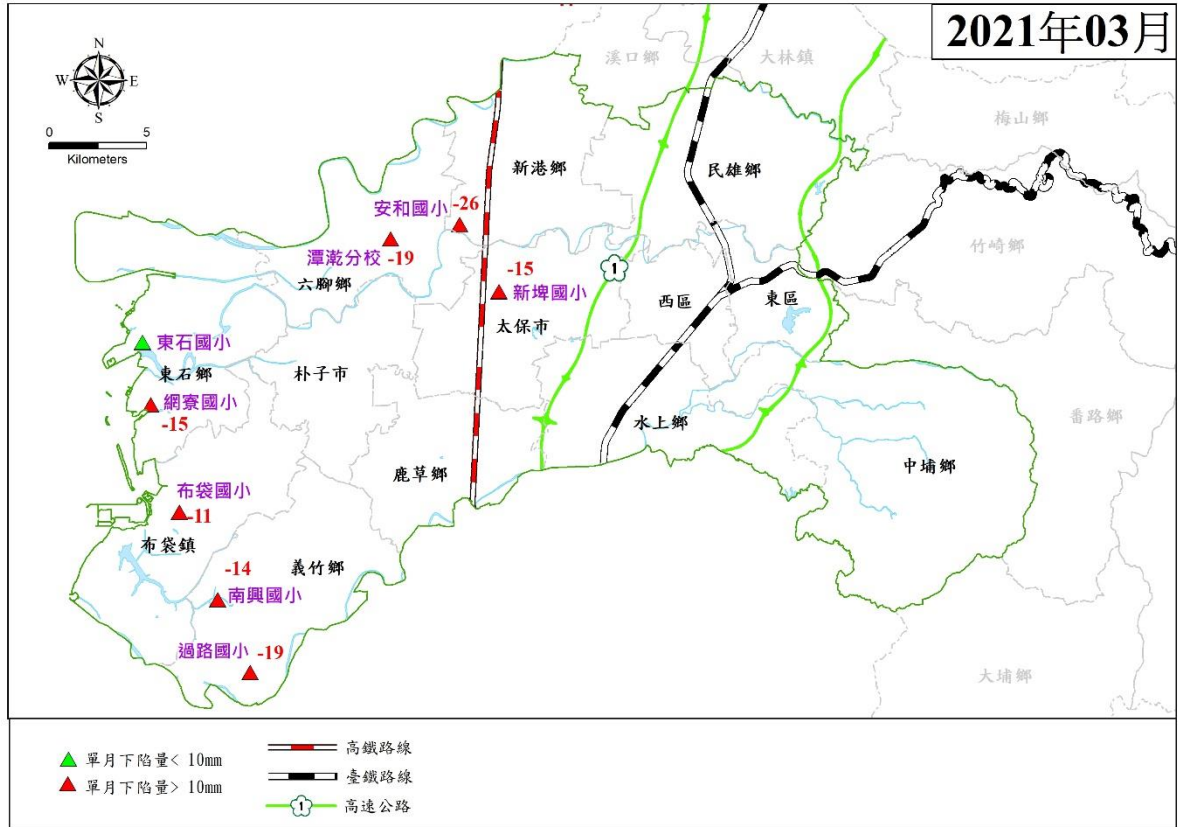 2021年03月
N
W
E
S
0
5
Kilometers
溪口鄉
大林鎮
梅山鄉
新港鄉
民雄鄉
竹崎鄉
安和國小
-26
潭漧分校
-19
六腳鄉
-15
新埤國小
太保市
1
西區
東區
東石國小
東石鄉
朴子市
網寮國小
-15
水上鄉
番路鄉
鹿草鄉
中埔鄉
布袋國小
-11
布袋鎮
義竹鄉
-14
南興國小
過路國小
-19
大埔鄉
單月下陷量< 10mm
單月下陷量> 10mm
高鐵路線
臺鐵路線
1
高速公路